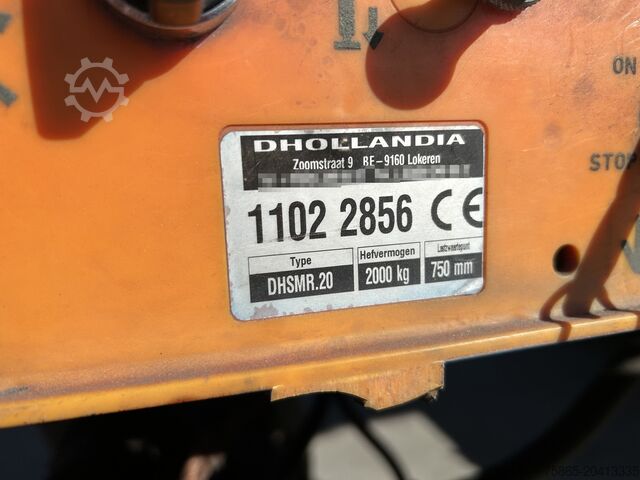 ON
STOP
DHOLLANDIA
Zoomstraat 9 BE-9160 Lokeren
1102 2856 CE
Type Hefvermogen Lastzwaartepunt
DHSMR.20 2000 kg 750 mm